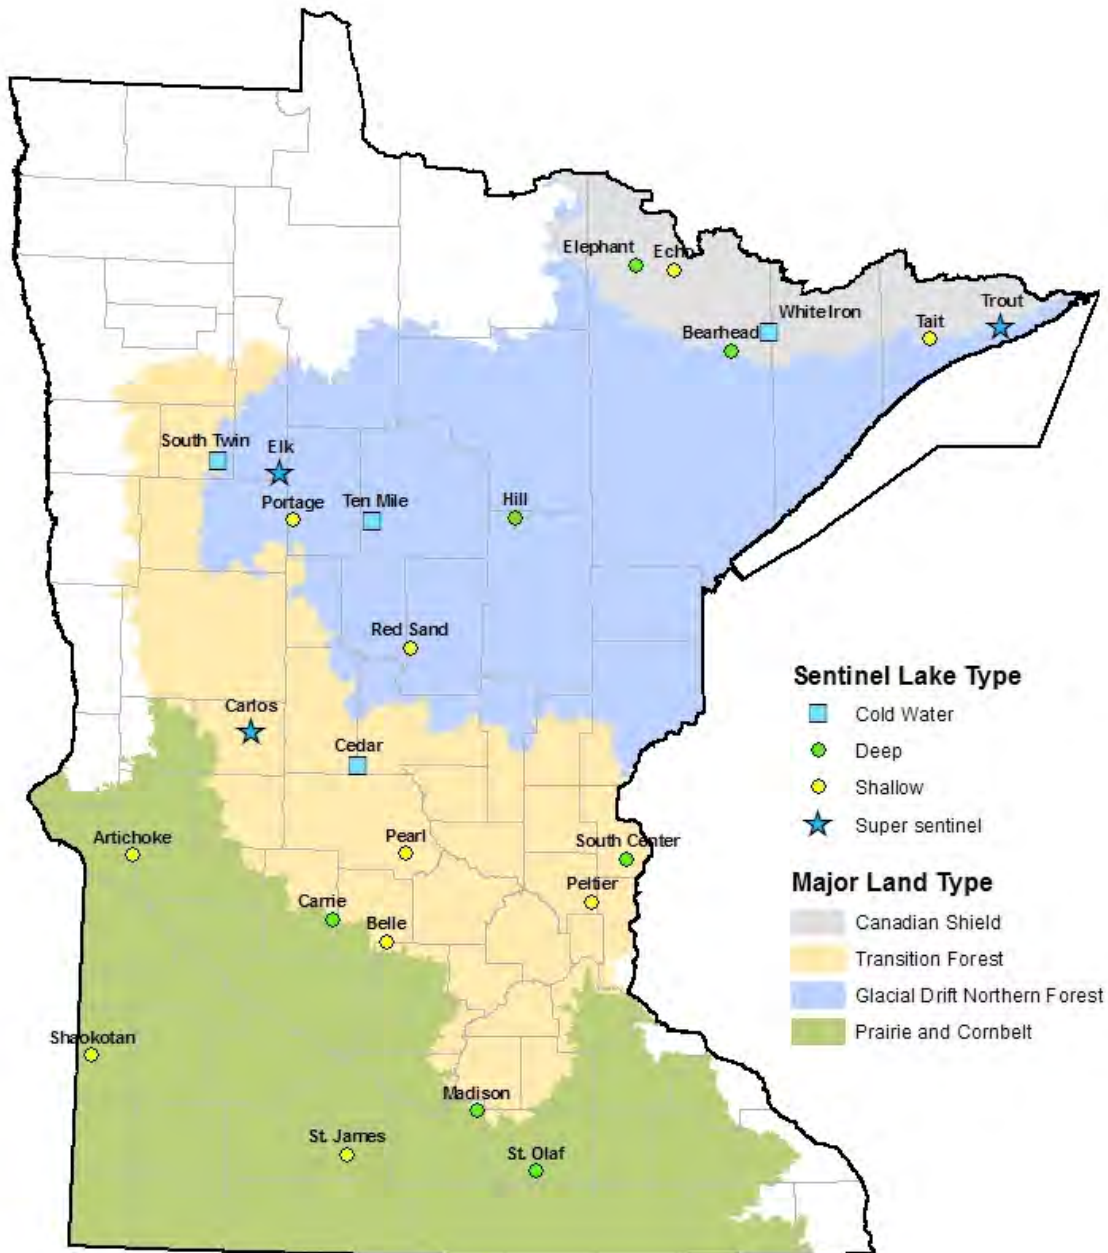 Elephant
Echo
WhiteIron
Trout
Bearhead
Tait
South Twin
Elk
Portage
Ten Mile
Hill
Red Sand
Carlos
Cedar
Artichoke
Pearl
South Center
Peltier
Carrie
Belle
Shaokotan
Madison
St. James
St. Olaf
Sentinel Lake Type
Cold Water
Deep
Shallow
Super sentinel
Major Land Type
Canadian Shield
Transition Forest
Glacial Drift Northern Forest
Prairie and Cornbelt